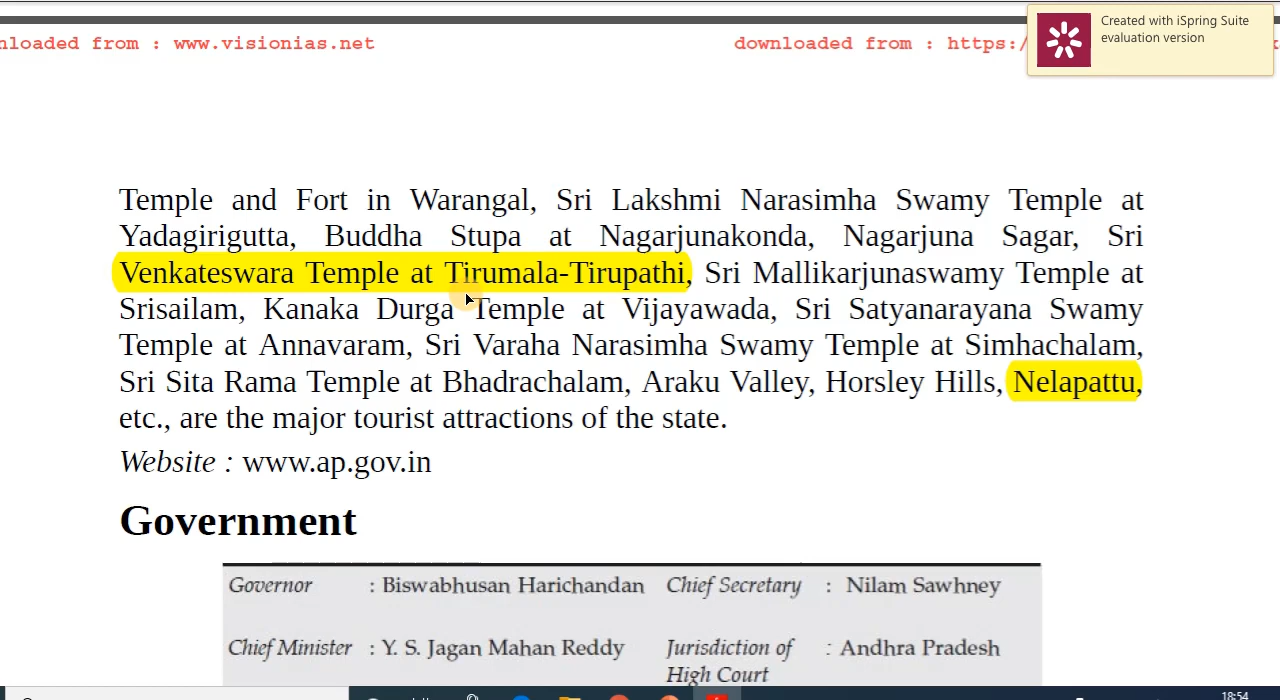 nloaded from : www.visionias.net
downloaded from : https:/
Created with iSpring Suite
evaluation version
Temple and Fort in Warangal, Sri Lakshmi Narasimha Swamy Temple at
Yadagirigutta, Buddha Stupa at Nagarjunakonda, Nagarjuna Sagar, Sri
Venkateswara Temple at Tirumala-Tirupathi, Sri Mallikarjunaswamy Temple at
Srisailam, Kanaka Durga Temple at Vijayawada, Sri Satyanarayana Swamy
Temple at Annavaram, Sri Varaha Narasimha Swamy Temple at Simhachalam,
Sri Sita Rama Temple at Bhadrachalam, Araku Valley, Horsley Hills, Nelapattu,
etc., are the major tourist attractions of the state.
Website : www.ap.gov.in
Government
Governor : Biswabhusan Harichandan Chief Secretary : Nilam Sawhney
Chief Minister : Y. S. Jagan Mahan Reddy Jurisdiction of : Andhra Pradesh
High Court
18:54